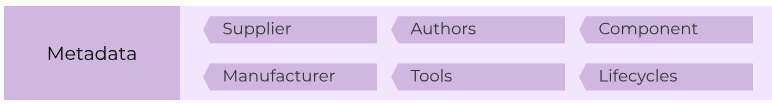 Metadata
Supplier
Authors
Component
Manufacturer
Tools
Lifecycles